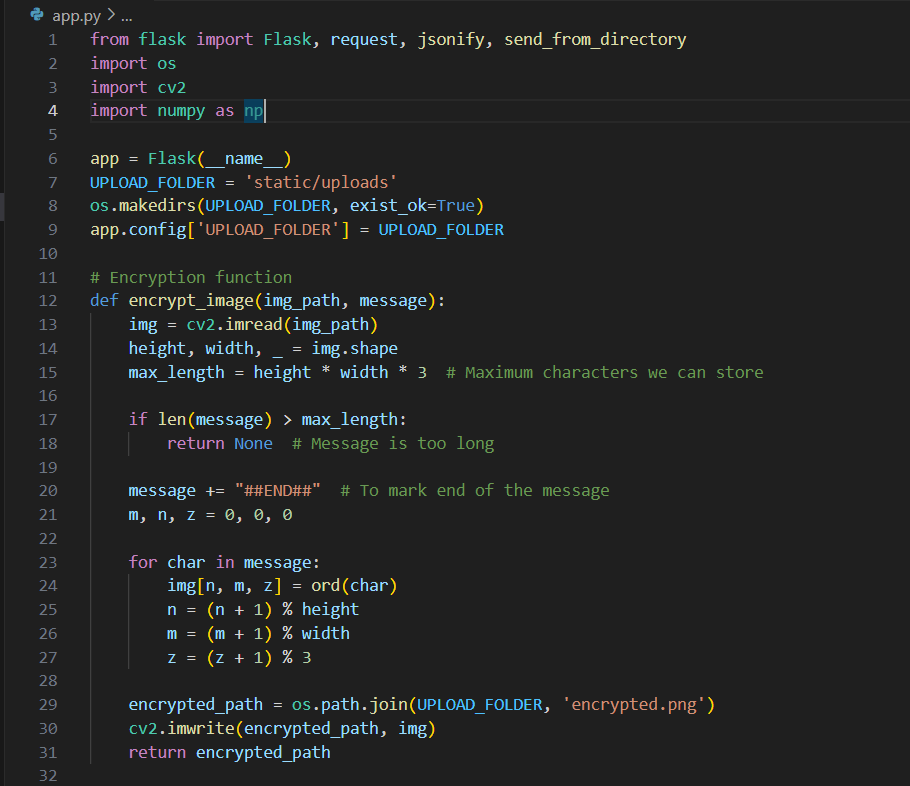 app.py > ...
1 from flask import Flask, request, jsonify, send_from_directory
2 import os
3 import cv2
4 import numpy as np
5
6 app = Flask(__name__)
7 UPLOAD_FOLDER = 'static/uploads'
8 os.makedirs(UPLOAD_FOLDER, exist_ok=True)
9 app.config['UPLOAD_FOLDER'] = UPLOAD_FOLDER
10
11 # Encryption function
12 def encrypt_image(img_path, message):
13     img = cv2.imread(img_path)
14     height, width, _ = img.shape
15     max_length = height * width * 3  # Maximum characters we can store
16
17     if len(message) > max_length:
18         return None  # Message is too long
19
20     message += "##END##"  # To mark end of the message
21     m, n, z = 0, 0, 0
22
23     for char in message:
24         img[n, m, z] = ord(char)
25         n = (n + 1) % height
26         m = (m + 1) % width
27         z = (z + 1) % 3
28
29     encrypted_path = os.path.join(UPLOAD_FOLDER, 'encrypted.png')
30     cv2.imwrite(encrypted_path, img)
31     return encrypted_path
32